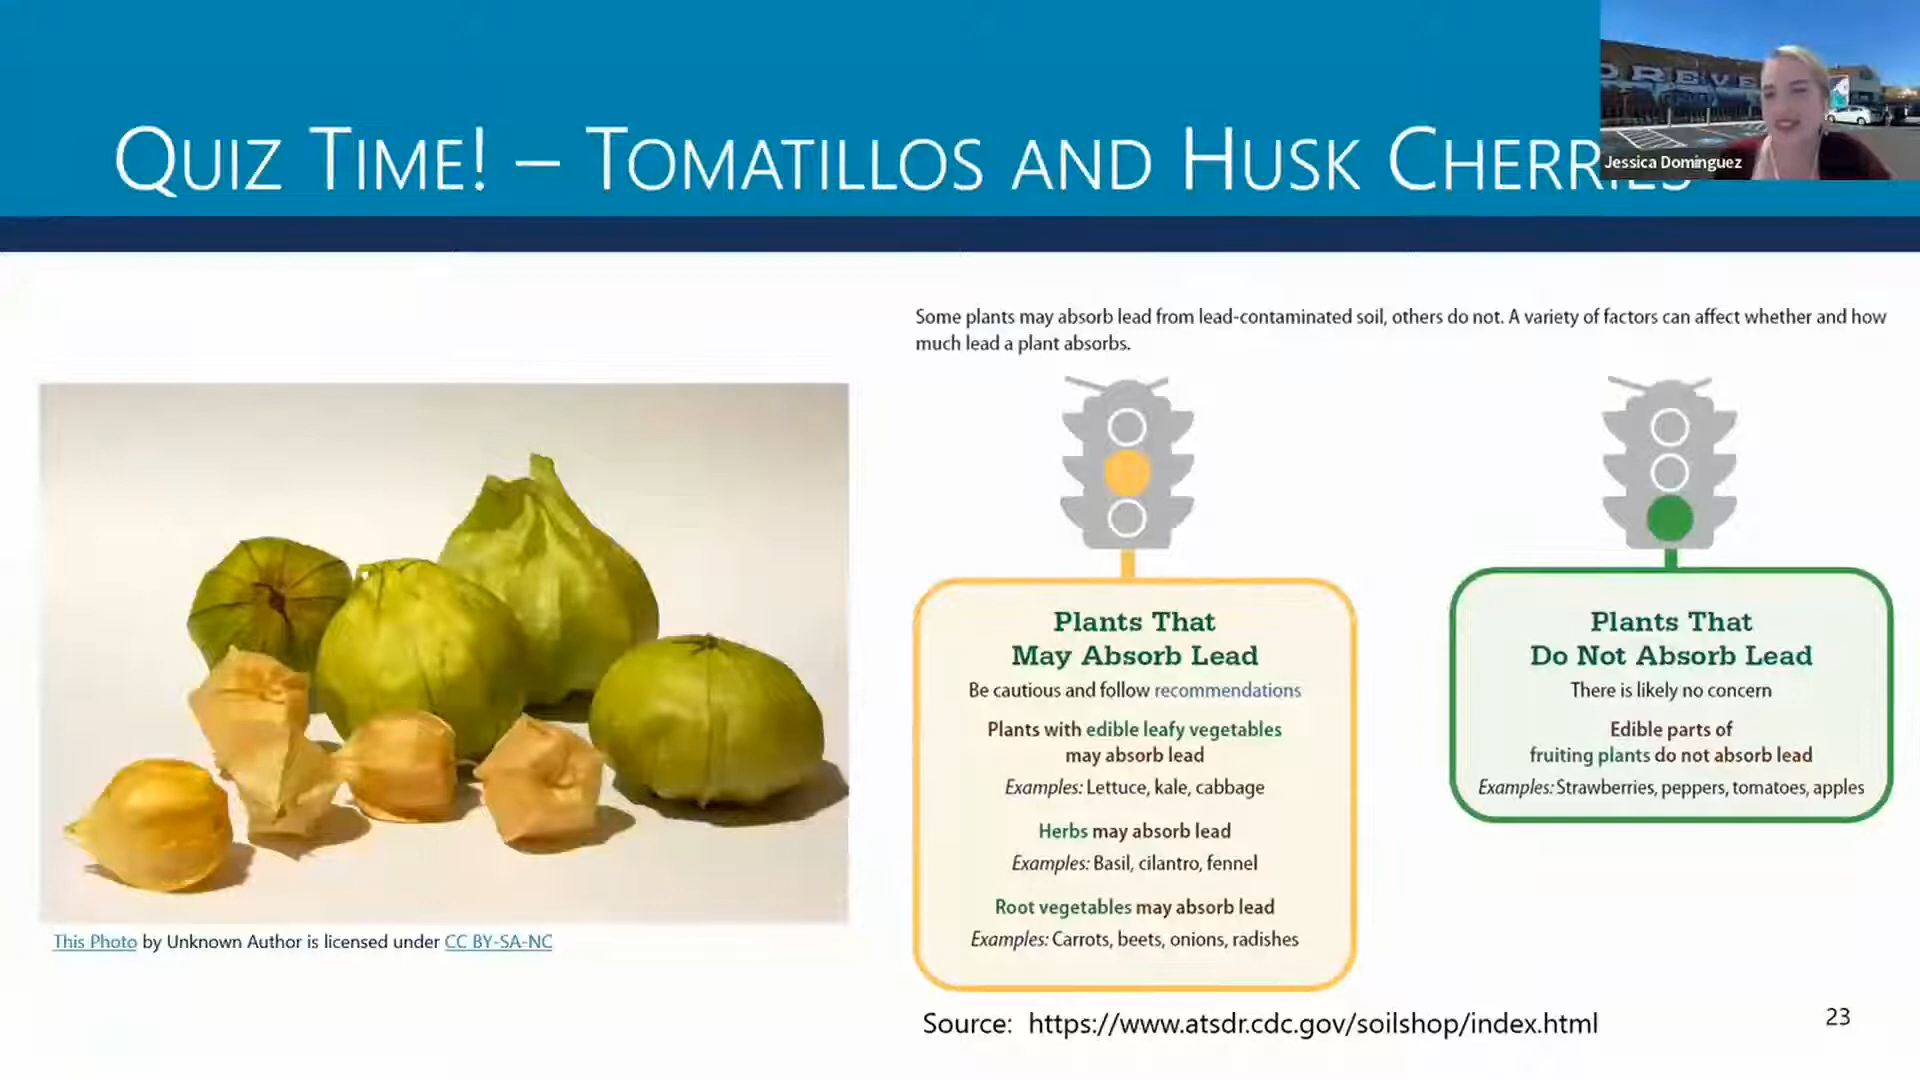 Quiz Time! – Tomatillos and Husk Cherries
Jessica Dominguez
Some plants may absorb lead from lead-contaminated soil, others do not. A variety of factors can affect whether and how
much lead a plant absorbs.
Plants That
May Absorb Lead
Be cautious and follow recommendations
Plants with edible leafy vegetables
may absorb lead
Examples: Lettuce, kale, cabbage
Herbs may absorb lead
Examples: Basil, cilantro, fennel
Root vegetables may absorb lead
Examples: Carrots, beets, onions, radishes
Plants That
Do Not Absorb Lead
There is likely no concern
Edible parts of
fruiting plants do not absorb lead
Examples: Strawberries, peppers, tomatoes, apples
This Photo by Unknown Author is licensed under CC BY-SA-NC
Source: https://www.atsdr.cdc.gov/soilshop/index.html
23